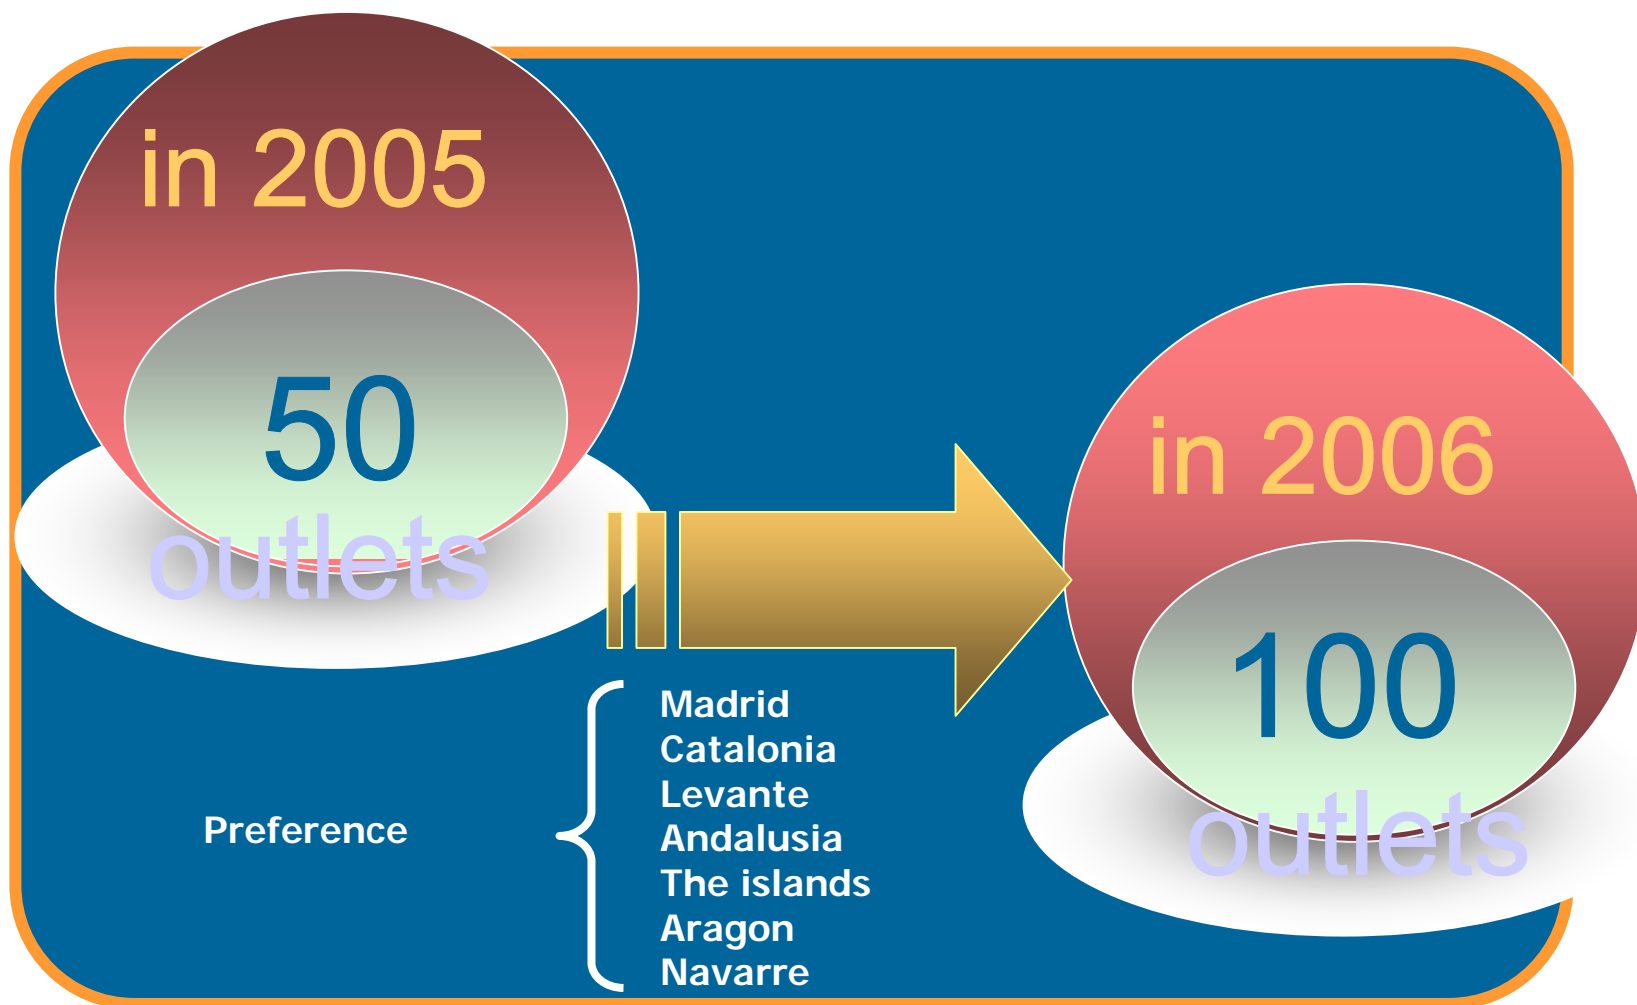 in 2005
50
outlets
in 2006
100
outlets
Preference
Madrid
Catalonia
Levante
Andalusia
The islands
Aragon
Navarre